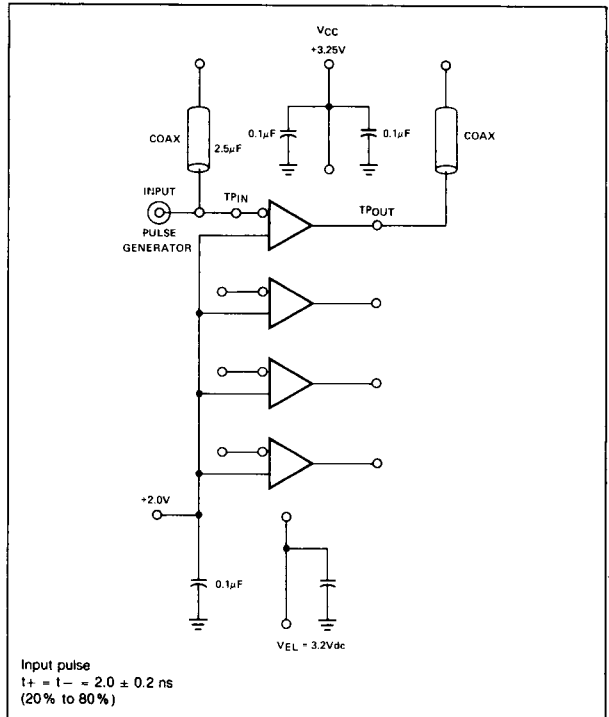 VCC
+3.25V
COAX
2.5μF
0.1μF
0.1μF
COAX
INPUT
TPIN
TPOUT
PULSE
GENERATOR
+2.0V
0.1μF
VEL = 3.2Vdc
Input pulse
t+ = t− = 2.0 ± 0.2 ns
(20% to 80%)